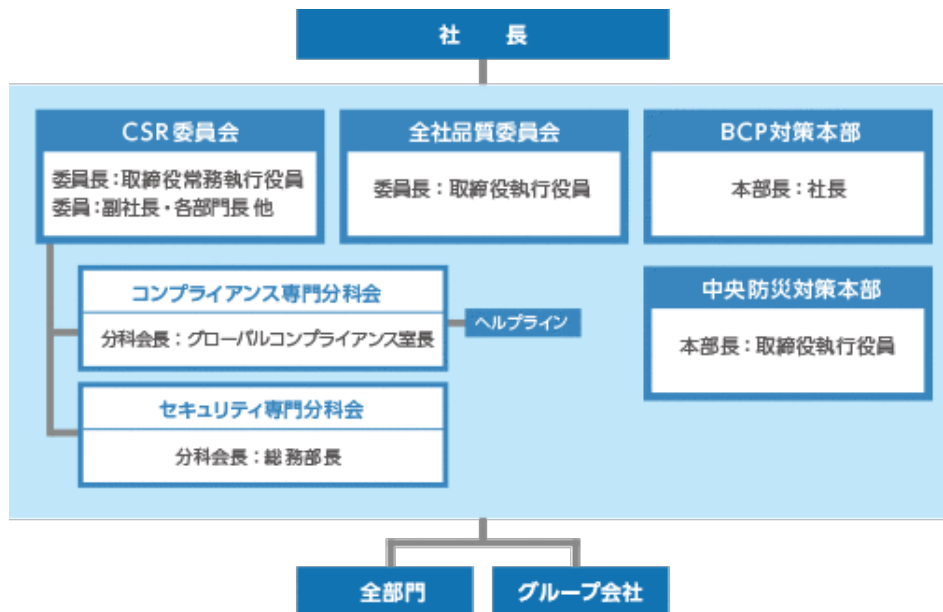 社　長
CSR委員会
委員長：取締役常務執行役員
委員：副社長・各部門長 他
全社品質委員会
委員長：取締役執行役員
BCP対策本部
本部長：社長
コンプライアンス専門分科会
分科会長：グローバルコンプライアンス室長
ヘルプライン
セキュリティ専門分科会
分科会長：総務部長
中央防災対策本部
本部長：取締役執行役員
全部門
グループ会社